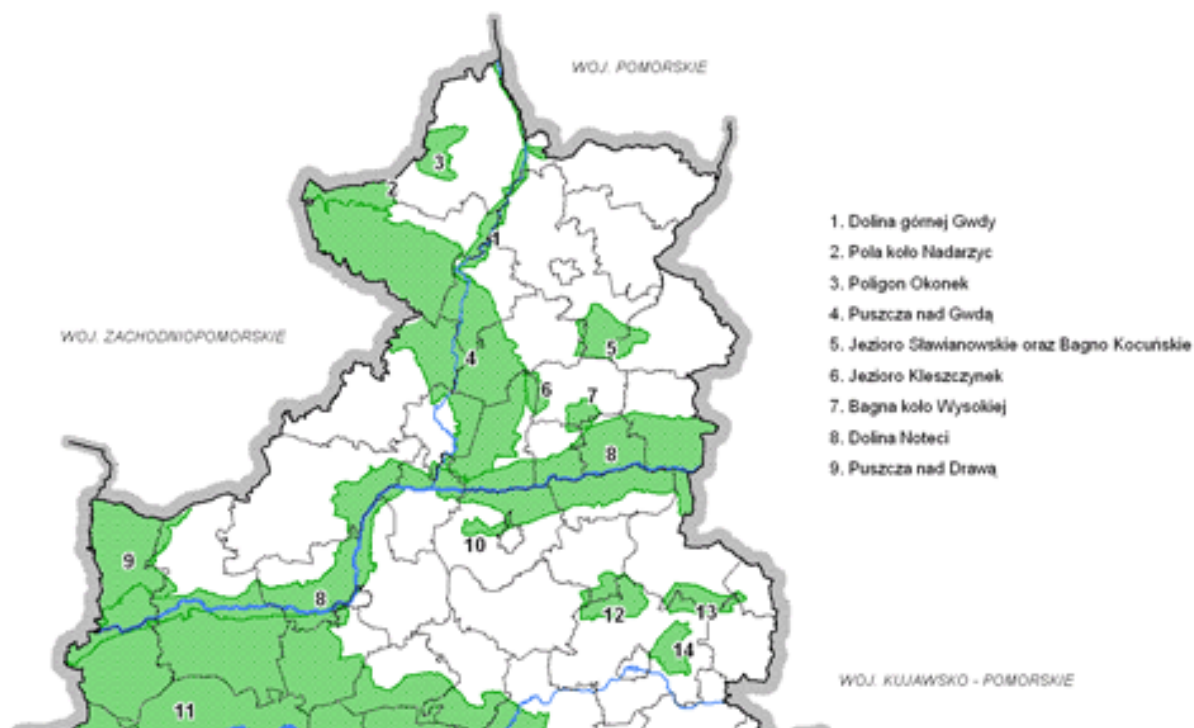 WOJ. POMORSKIE
3
2
1. Dolina górnej Gwdy
1
2. Pola koło Nadarzyc
3. Poligon Okonek
4. Puszcza nad Gwdą
WOJ. ZACHODNIOPOMORSKIE
5. Jezioro Sławianowskie oraz Bagno Kocuńskie
5
4
6. Jezioro Kleszczynek
6
7
7. Bagna koło Wysokiej
8. Dolina Noteci
8
9. Puszcza nad Drawą
10
9
8
12
13
14
WOJ. KUJAWSKO - POMORSKIE
11